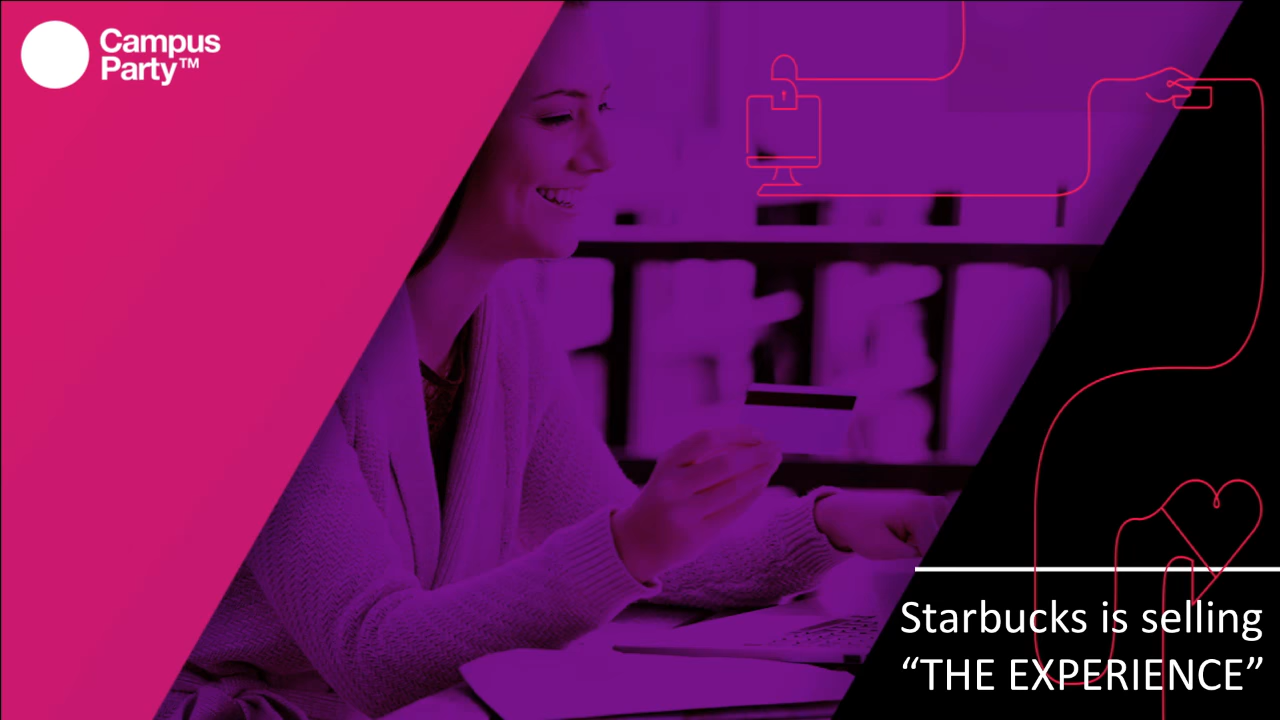 Campus
Party™
Starbucks is selling
“THE EXPERIENCE”